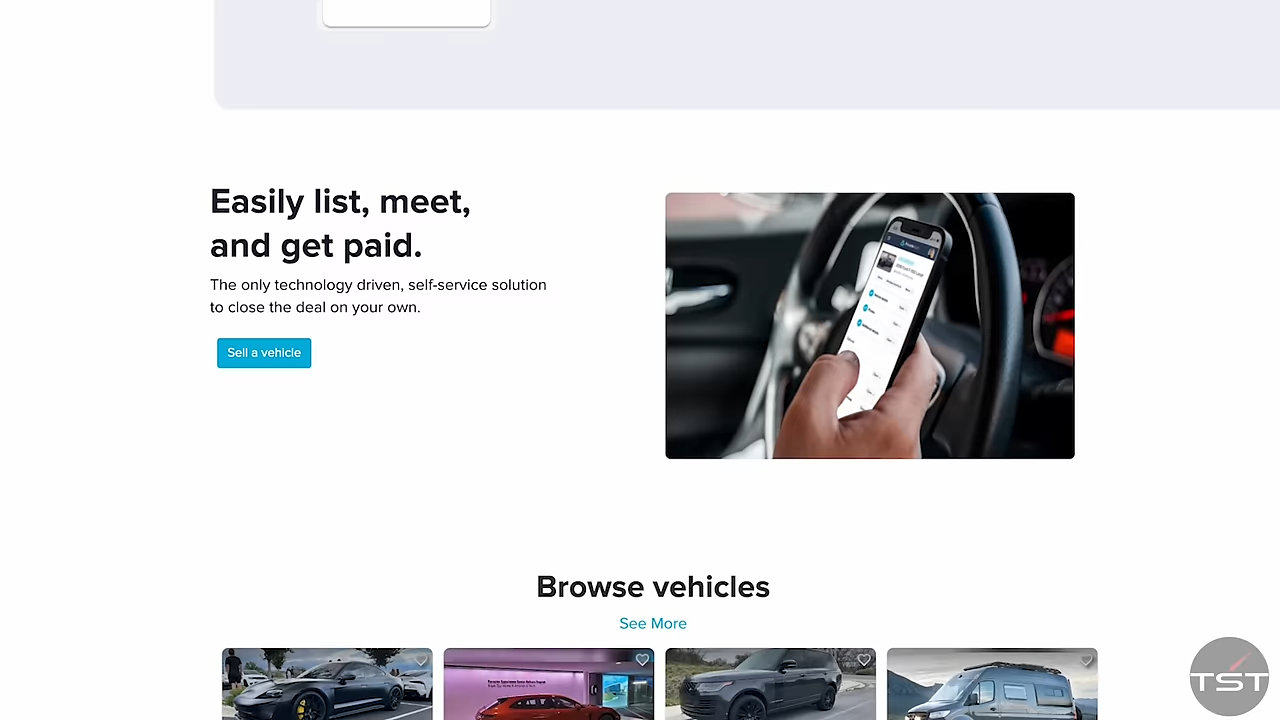 Easily list, meet,
and get paid.
The only technology driven, self-service solution
to close the deal on your own.
Sell a vehicle
Browse vehicles
See More
TST